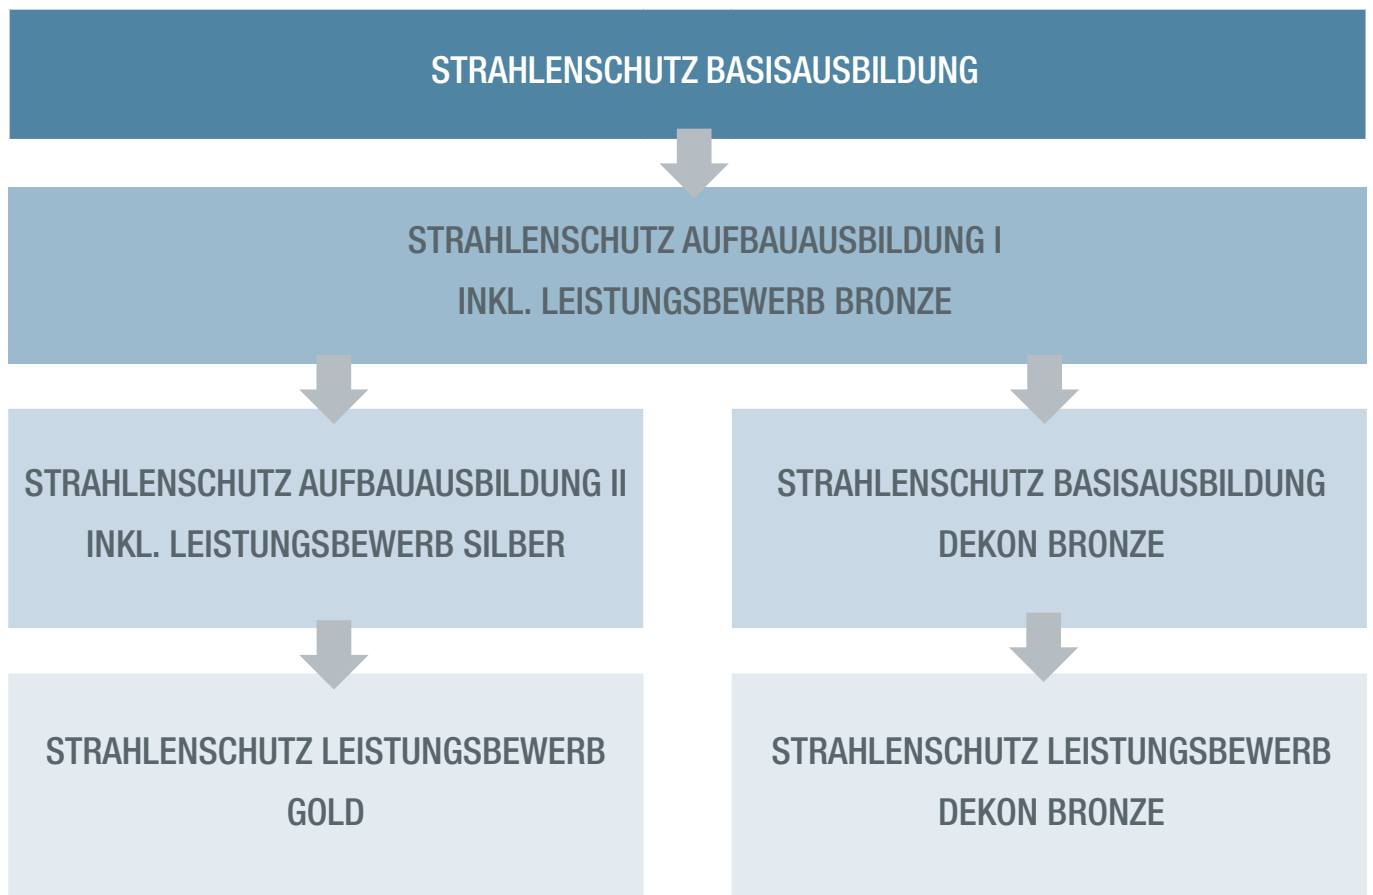 STRAHLENSCHUTZ BASISAUSBILDUNG
STRAHLENSCHUTZ AUFBAUAUSBILDUNG I
INKL. LEISTUNGSBEWERB BRONZE
STRAHLENSCHUTZ AUFBAUAUSBILDUNG II
INKL. LEISTUNGSBEWERB SILBER
STRAHLENSCHUTZ BASISAUSBILDUNG
DEKON BRONZE
STRAHLENSCHUTZ LEISTUNGSBEWERB
GOLD
STRAHLENSCHUTZ LEISTUNGSBEWERB
DEKON BRONZE